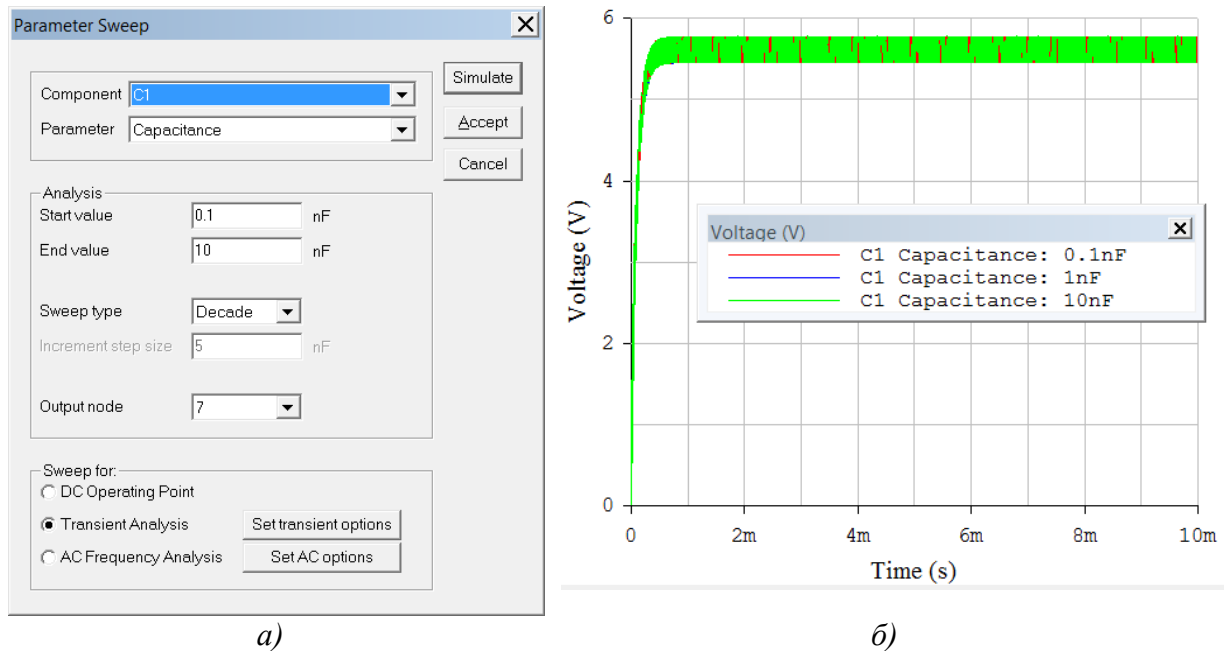 Parameter Sweep
Component C1
Parameter Capacitance
Simulate
Accept
Cancel
Analysis
Start value 0.1 nF
End value 10 nF
Sweep type Decade
Increment step size 5 nF
Output node 7
Sweep for:
DC Operating Point
Transient Analysis Set transient options
AC Frequency Analysis Set AC options
а)
6
4
2
0
Voltage (V)
Voltage (V)
C1 Capacitance: 0.1nF
C1 Capacitance: 1nF
C1 Capacitance: 10nF
0 2m 4m 6m 8m 10m
Time (s)
б)